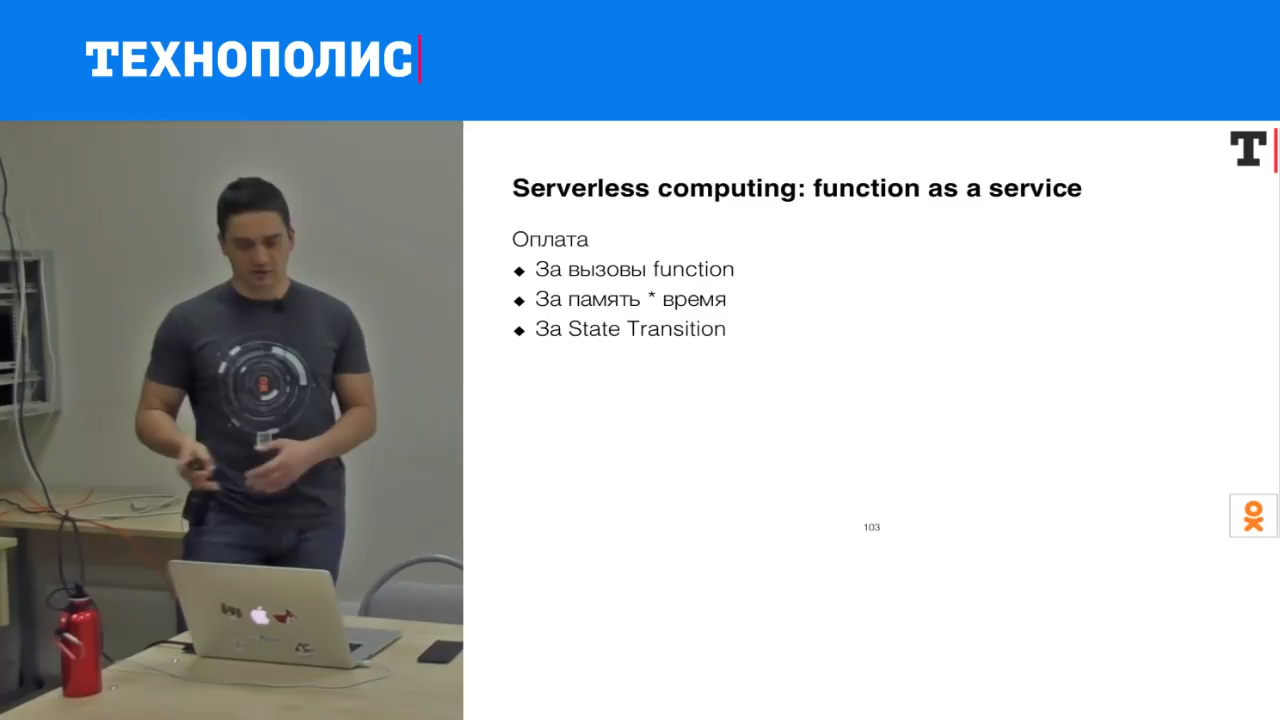 ТЕХНОПОЛИС
T
Serverless computing: function as a service
Оплата
За вызовы function
За память * время
За State Transition
103